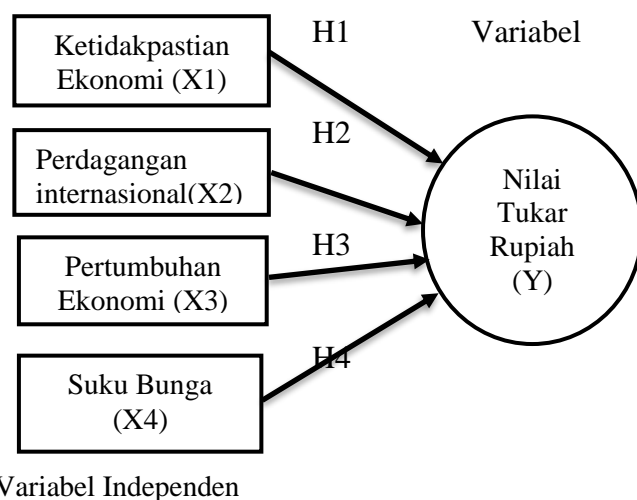 H1
Variabel
Ketidakpastian
Ekonomi (X1)
H2
Perdagangan
internasional(X2)
Nilai
Tukar
Rupiah
(Y)
H3
Pertumbuhan
Ekonomi (X3)
H4
Suku Bunga
(X4)
Variabel Independen